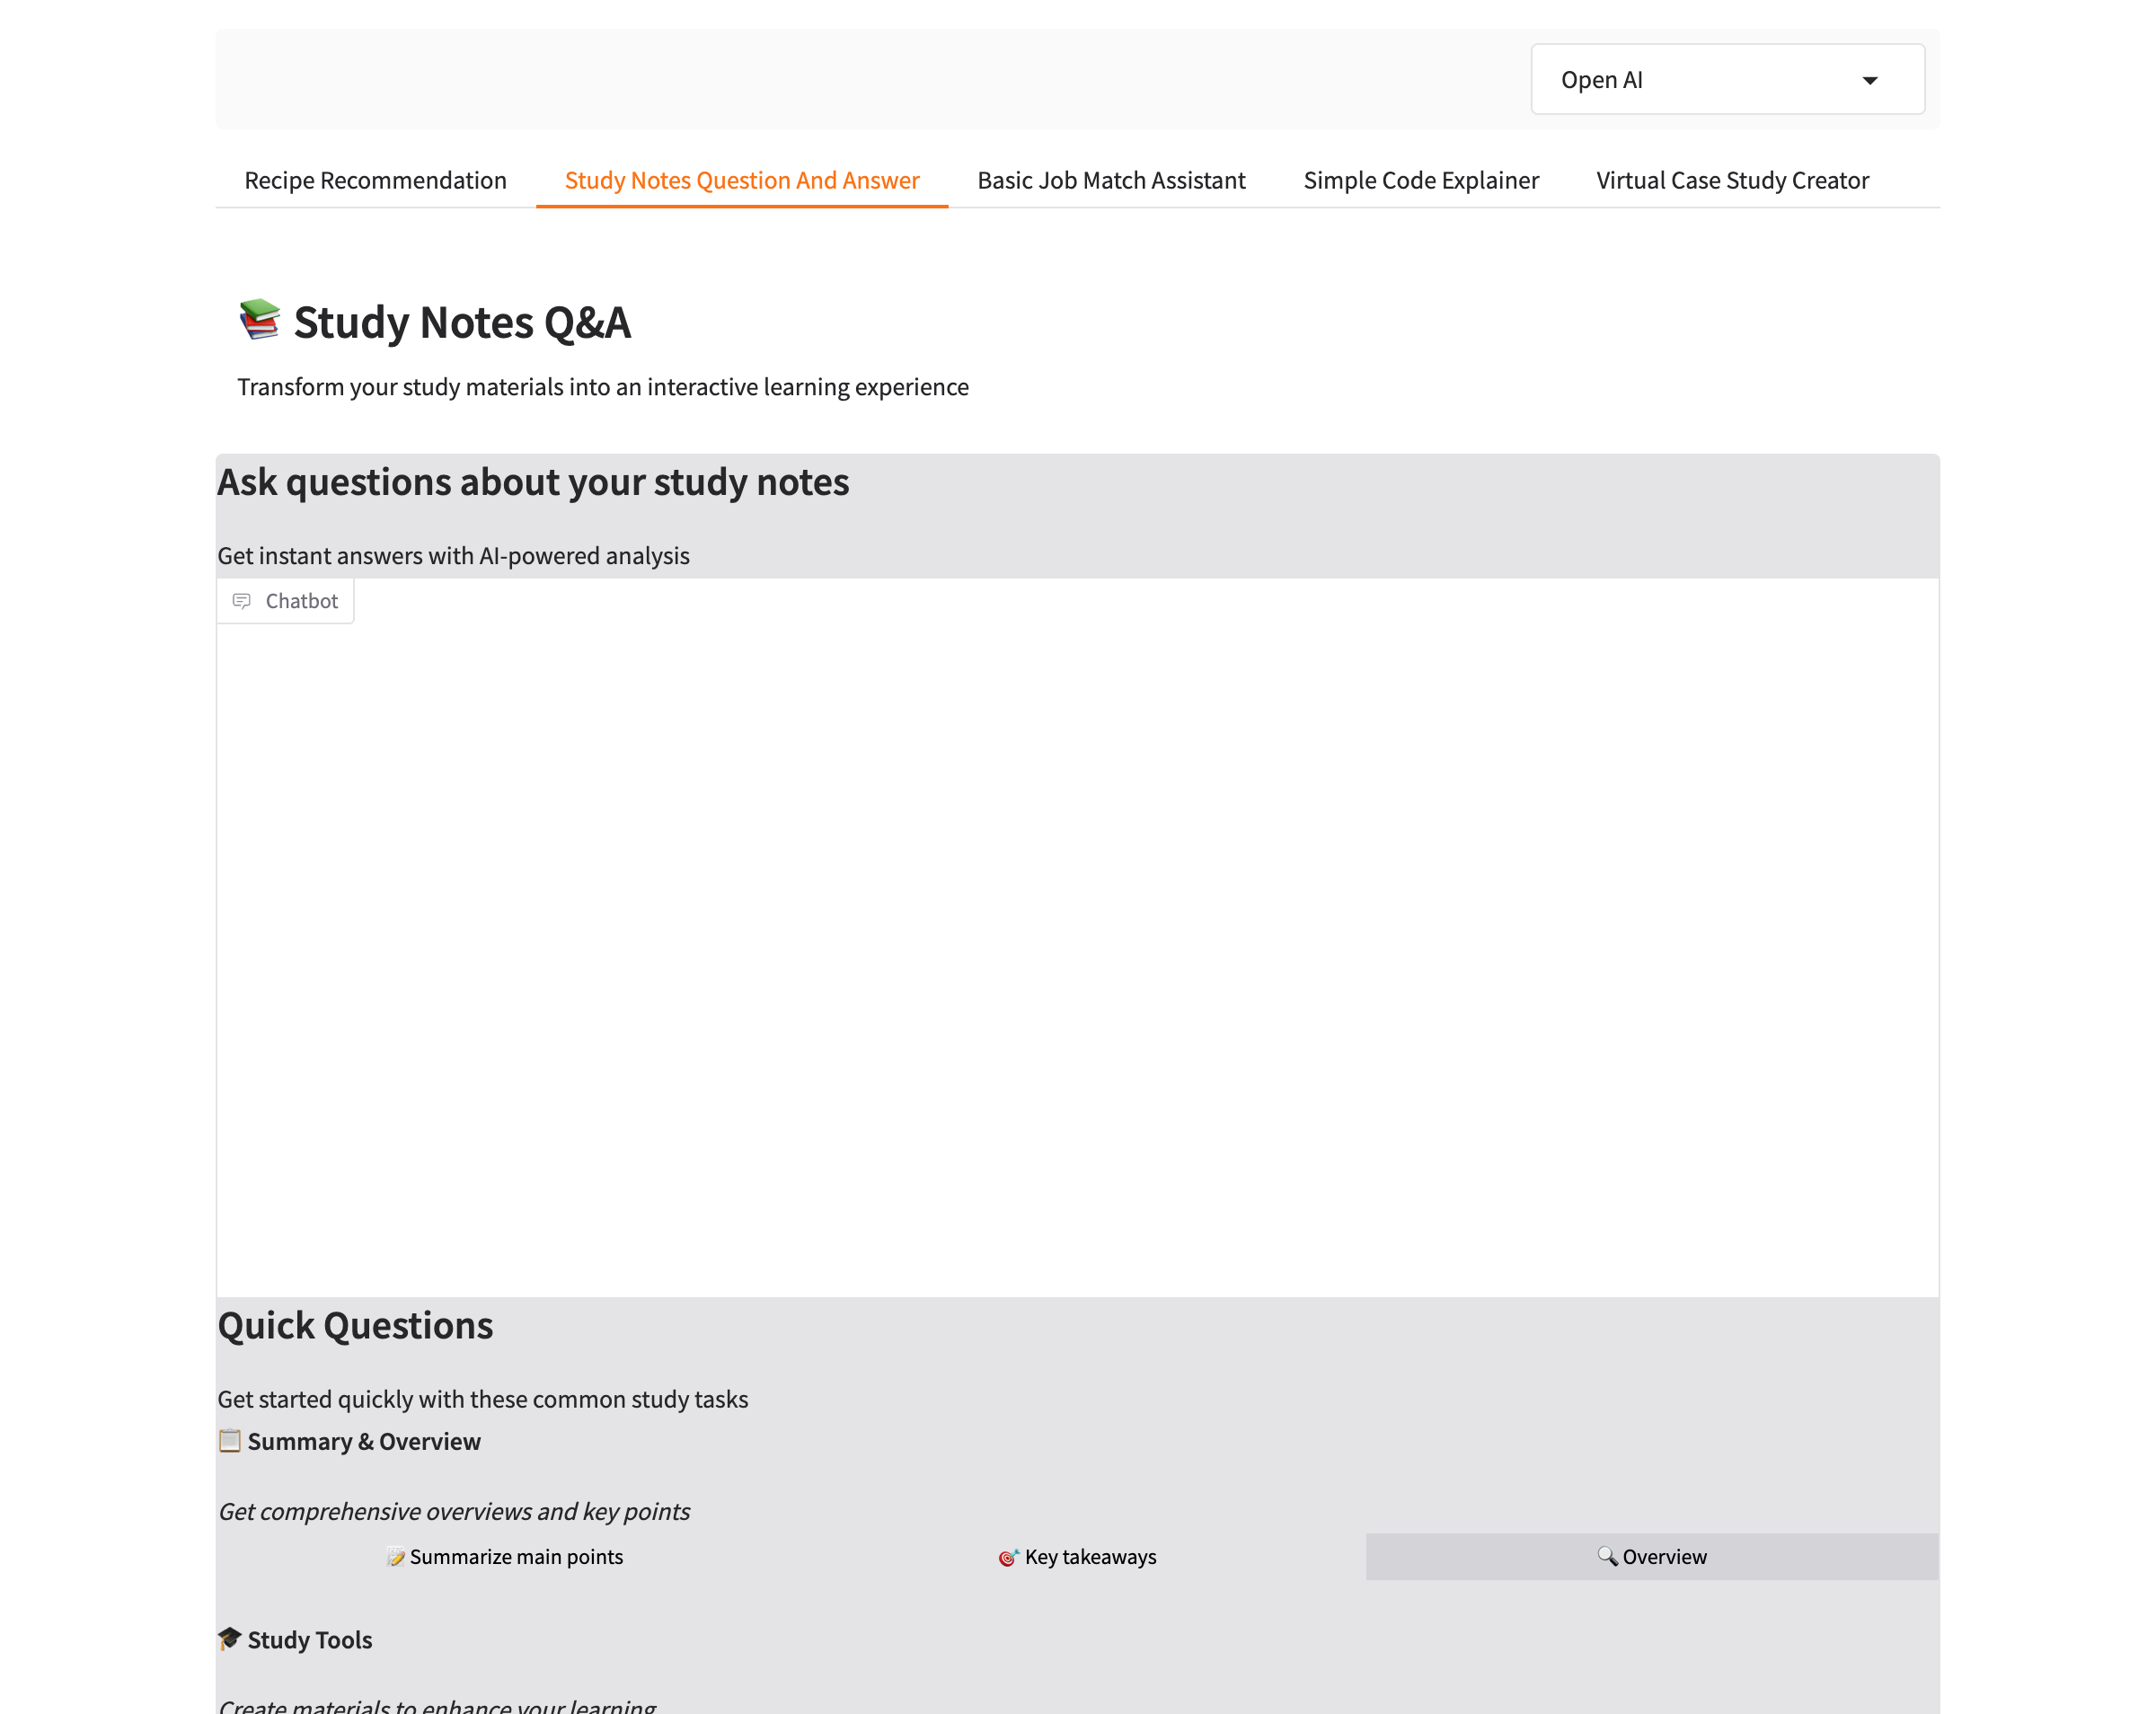 Open AI
Recipe Recommendation Study Notes Question And Answer Basic Job Match Assistant Simple Code Explainer Virtual Case Study Creator
📚 Study Notes Q&A
Transform your study materials into an interactive learning experience
Ask questions about your study notes
Get instant answers with AI-powered analysis
Chatbot
Quick Questions
Get started quickly with these common study tasks
📋 Summary & Overview
Get comprehensive overviews and key points
📝 Summarize main points 🎯 Key takeaways 🔍 Overview
🎓 Study Tools
Create materials to enhance your learning